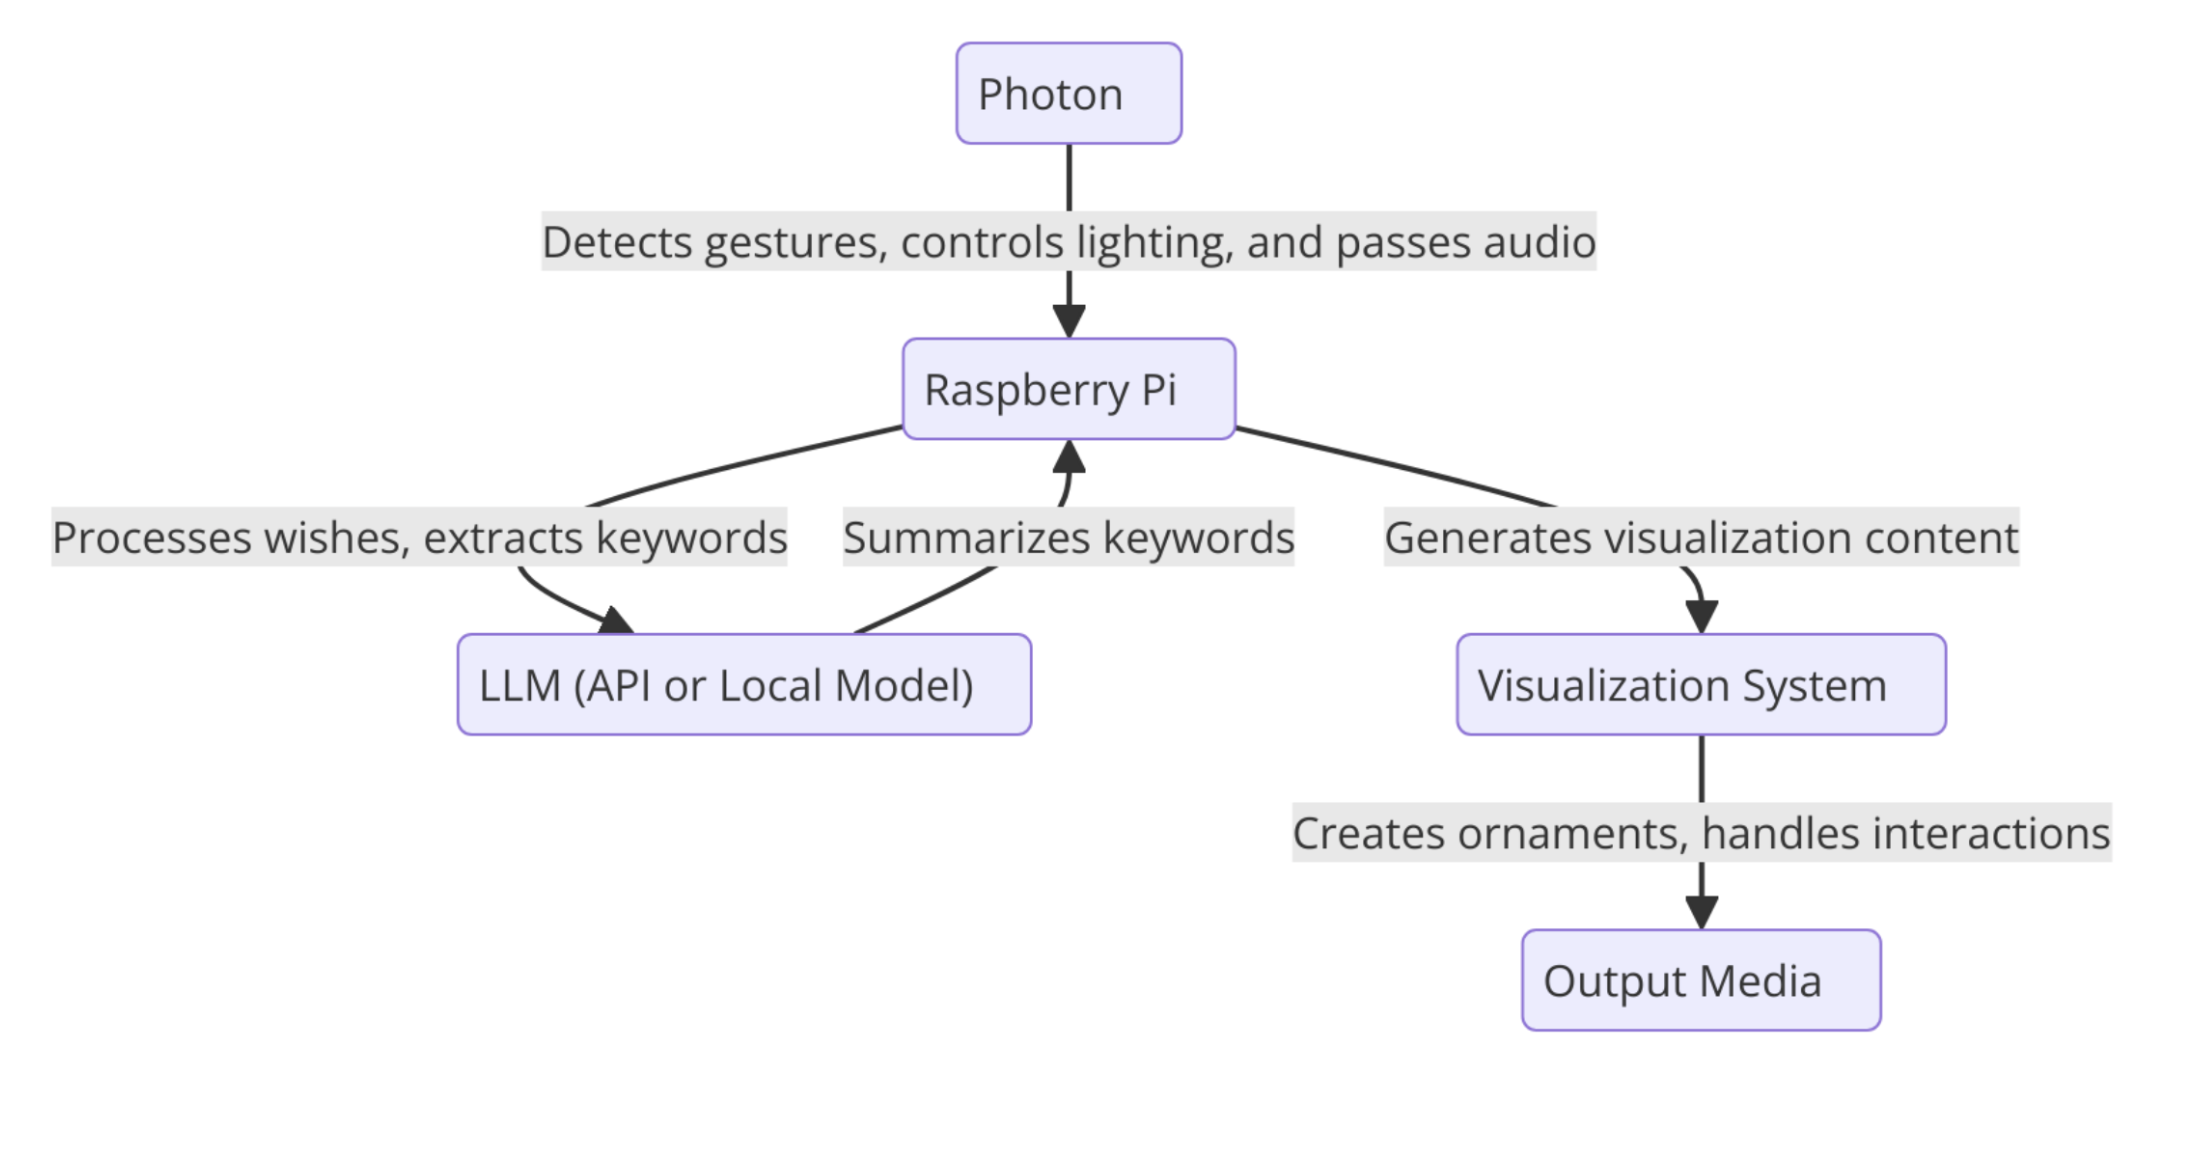 Photon
Detects gestures, controls lighting, and passes audio
Raspberry Pi
Processes wishes, extracts keywords
Summarizes keywords
Generates visualization content
LLM (API or Local Model)
Visualization System
Creates ornaments, handles interactions
Output Media